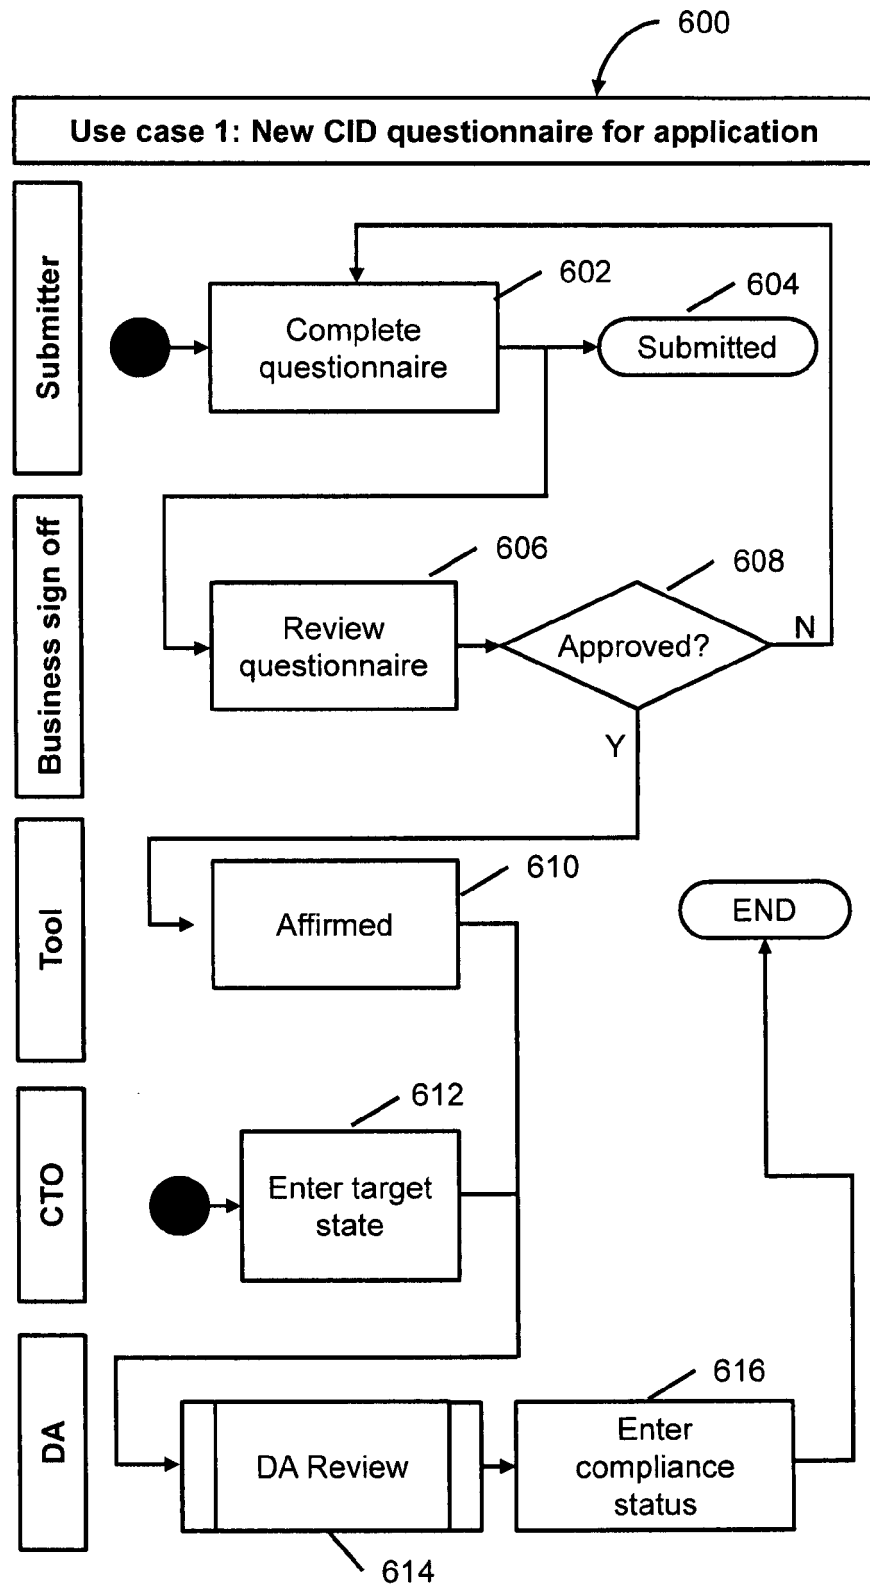 600
Use case 1: New CID questionnaire for application
Submitter
602
604
Complete
questionnaire
Submitted
Business sign off
606
608
Review
questionnaire
Approved?
N
Y
Tool
610
Affirmed
END
CTO
612
Enter target
state
DA
616
DA Review
Enter
compliance
status
614